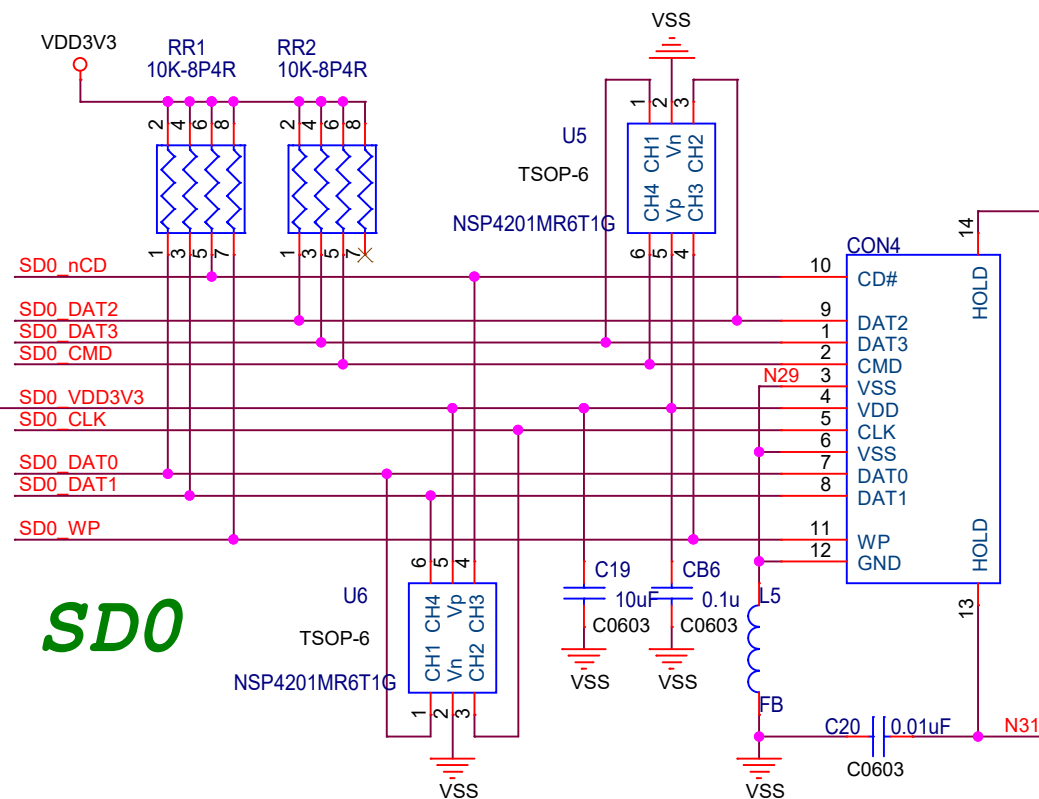 VSS
VDD3V3
RR1
RR2
10K-8P4R
10K-8P4R
2 4 6 8
2 4 6 8
1 2 3
U5
CH1 Vn CH2
TSOP-6
CH4 Vp CH3
NSP4201MR6T1G
14
1 3 5 7
1 3 5 7
6 5 4
CON4
SD0_nCD
10 CD#
HOLD
SD0_DAT2
9 DAT2
SD0_DAT3
1 DAT3
SD0_CMD
2 CMD
N29
3 VSS
SD0_VDD3V3
4 VDD
SD0_CLK
5 CLK
6 VSS
SD0_DAT0
7 DAT0
SD0_DAT1
8 DAT1
SD0_WP
11 WP
12 GND
HOLD
6 5 4
C19
CB6
U6
CH4 Vp CH3
10uF
0.1u
L5
13
SD0
TSOP-6
C0603
C0603
CH1 Vn CH2
NSP4201MR6T1G
VSS
VSS
1 2 3
FB
C20
0.01uF
N31
C0603
VSS
VSS